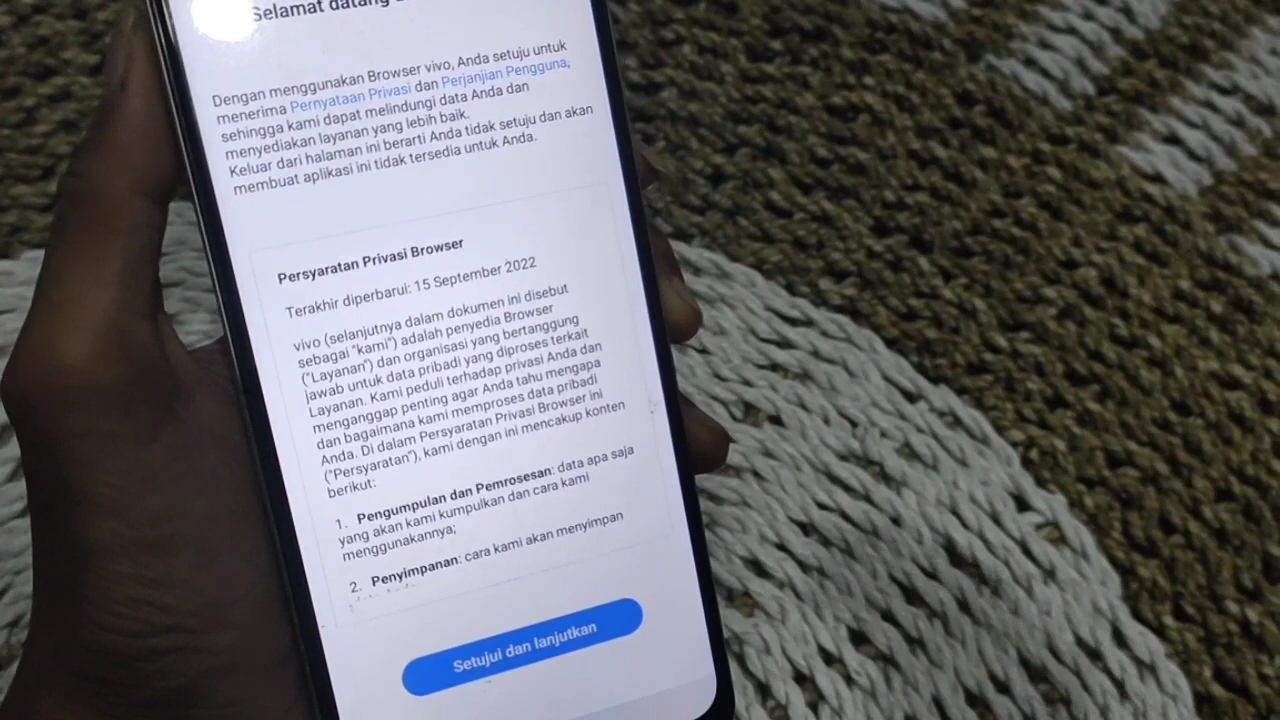 Selamat datang
Dengan menggunakan Browser vivo, Anda setuju untuk
menerima Pernyataan Privasi dan Perjanjian Pengguna,
sehingga kami dapat melindungi data Anda dan
menyediakan layanan yang lebih baik.
Keluar dari halaman ini berarti Anda tidak setuju dan akan
membuat aplikasi ini tidak tersedia untuk Anda.
Persyaratan Privasi Browser
Terakhir diperbarui: 15 September 2022
vivo (selanjutnya dalam dokumen ini disebut
sebagai "kami") adalah penyedia Browser
("Layanan") dan organisasi yang bertanggung
jawab untuk data pribadi yang diproses terkait
Layanan. Kami peduli terhadap privasi Anda dan
menganggap penting agar Anda tahu mengapa
dan bagaimana kami memproses data pribadi
Anda. Di dalam Persyaratan Privasi Browser ini
("Persyaratan"), kami dengan ini mencakup konten
berikut:
1. Pengumpulan dan Pemrosesan: data apa saja
yang akan kami kumpulkan dan cara kami
menggunakannya;
2. Penyimpanan: cara kami akan menyimpan
Setujui dan lanjutkan